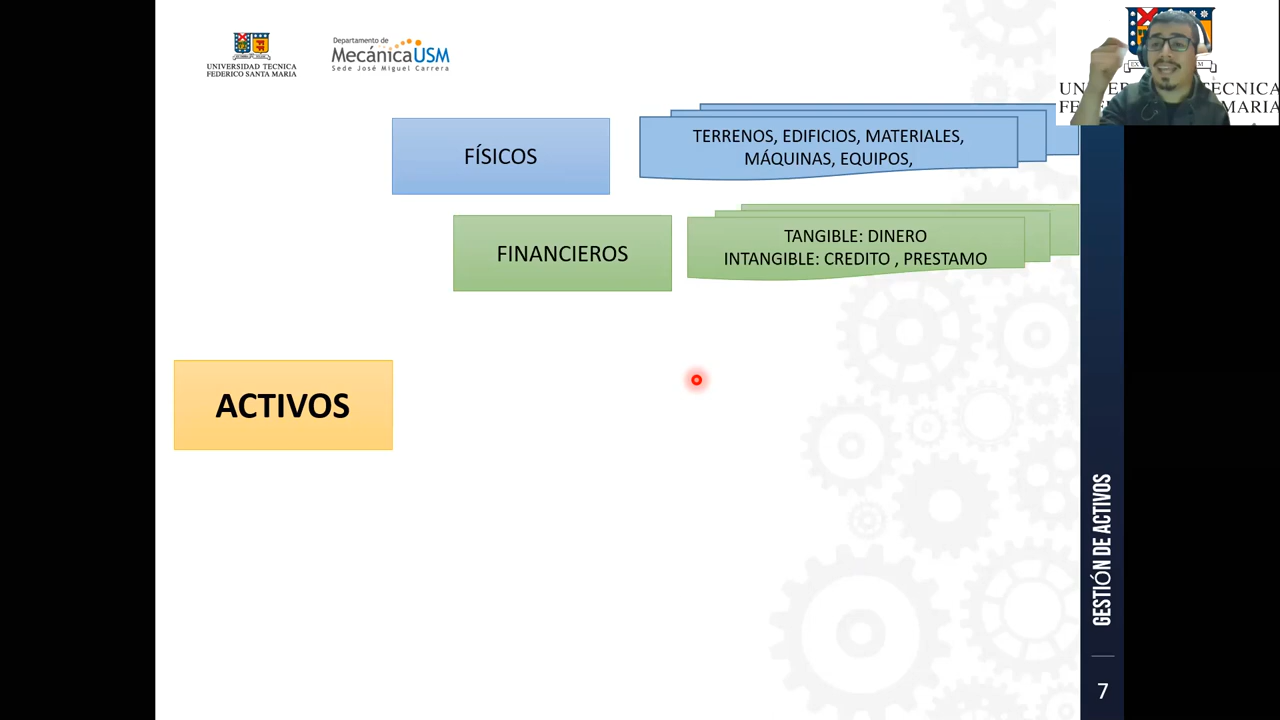 UNIVERSIDAD TECNICA
FEDERICO SANTA MARIA
Departamento de
MecánicaUSM
Sede José Miguel Carrera
FÍSICOS
TERRENOS, EDIFICIOS, MATERIALES,
MÁQUINAS, EQUIPOS,
FINANCIEROS
TANGIBLE: DINERO
INTANGIBLE: CREDITO , PRESTAMO
ACTIVOS
GESTIÓN DE ACTIVOS
7